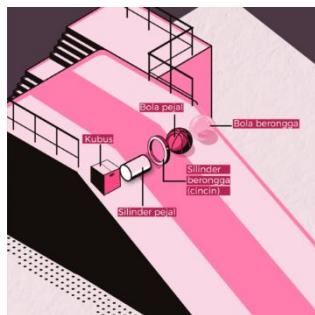 Bola pejal
Bola berongga
Kubus
Silinder
berongga
(cincin)
Silinder pejal